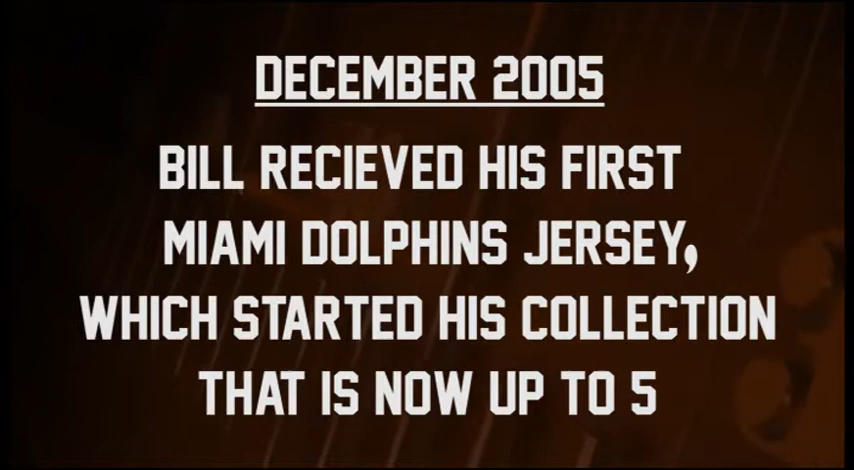 DECEMBER 2005
BILL RECIEVED HIS FIRST
MIAMI DOLPHINS JERSEY,
WHICH STARTED HIS COLLECTION
THAT IS NOW UP TO 5